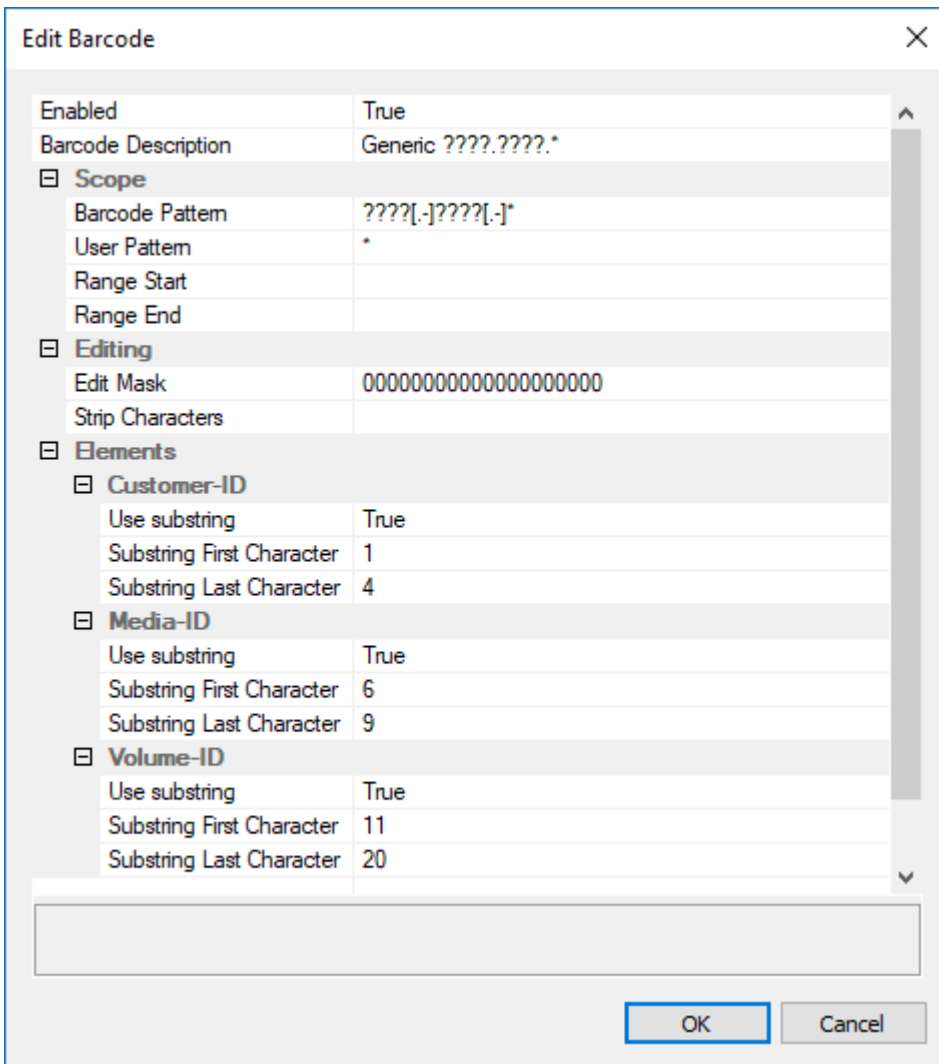 Edit Barcode
Enabled True
Barcode Description Generic ????.????.*
Scope
Barcode Pattern ????[.-]????[.-]*
User Pattern *
Range Start
Range End
Editing
Edit Mask 00000000000000000000
Strip Characters
Elements
Customer-ID
Use substring True
Substring First Character 1
Substring Last Character 4
Media-ID
Use substring True
Substring First Character 6
Substring Last Character 9
Volume-ID
Use substring True
Substring First Character 11
Substring Last Character 20
OK Cancel